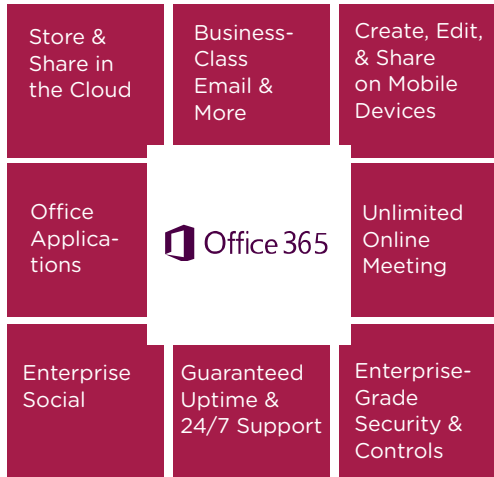 Store &
Share in
the Cloud
Business-
Class
Email &
More
Create, Edit,
& Share
on Mobile
Devices
Office
Applica-
tions
Office 365
Unlimited
Online
Meeting
Enterprise
Social
Guaranteed
Uptime &
24/7 Support
Enterprise-
Grade
Security &
Controls